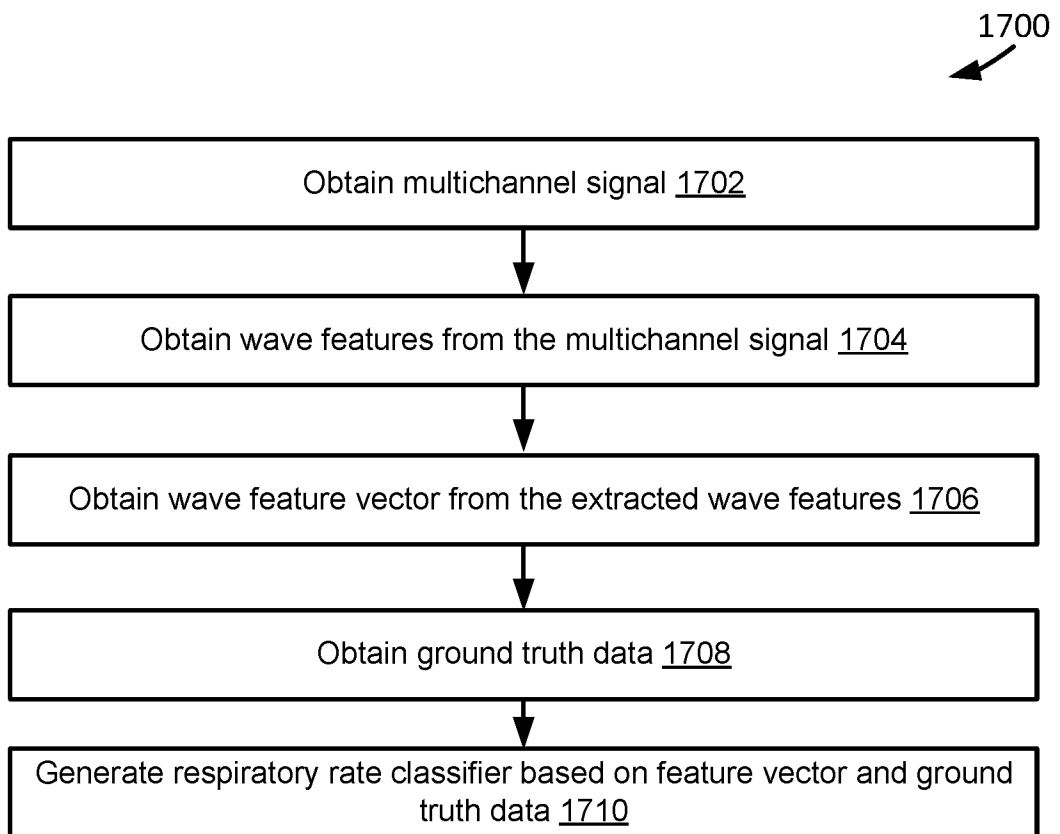 1700
Obtain multichannel signal 1702
Obtain wave features from the multichannel signal 1704
Obtain wave feature vector from the extracted wave features 1706
Obtain ground truth data 1708
Generate respiratory rate classifier based on feature vector and ground
truth data 1710